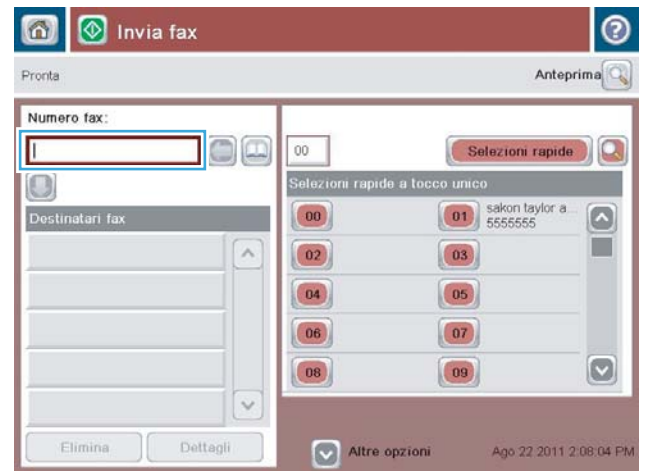 Invia fax
Pronta
Anteprima
Numero fax:
00
Selezioni rapide
Selezioni rapide a tocco unico
Destinatari fax
00
01 sakon taylor a...
5555555
02
03
04
05
06
07
08
09
Elimina
Dettagli
Altre opzioni
Ago 22 2011 2:08:04 PM